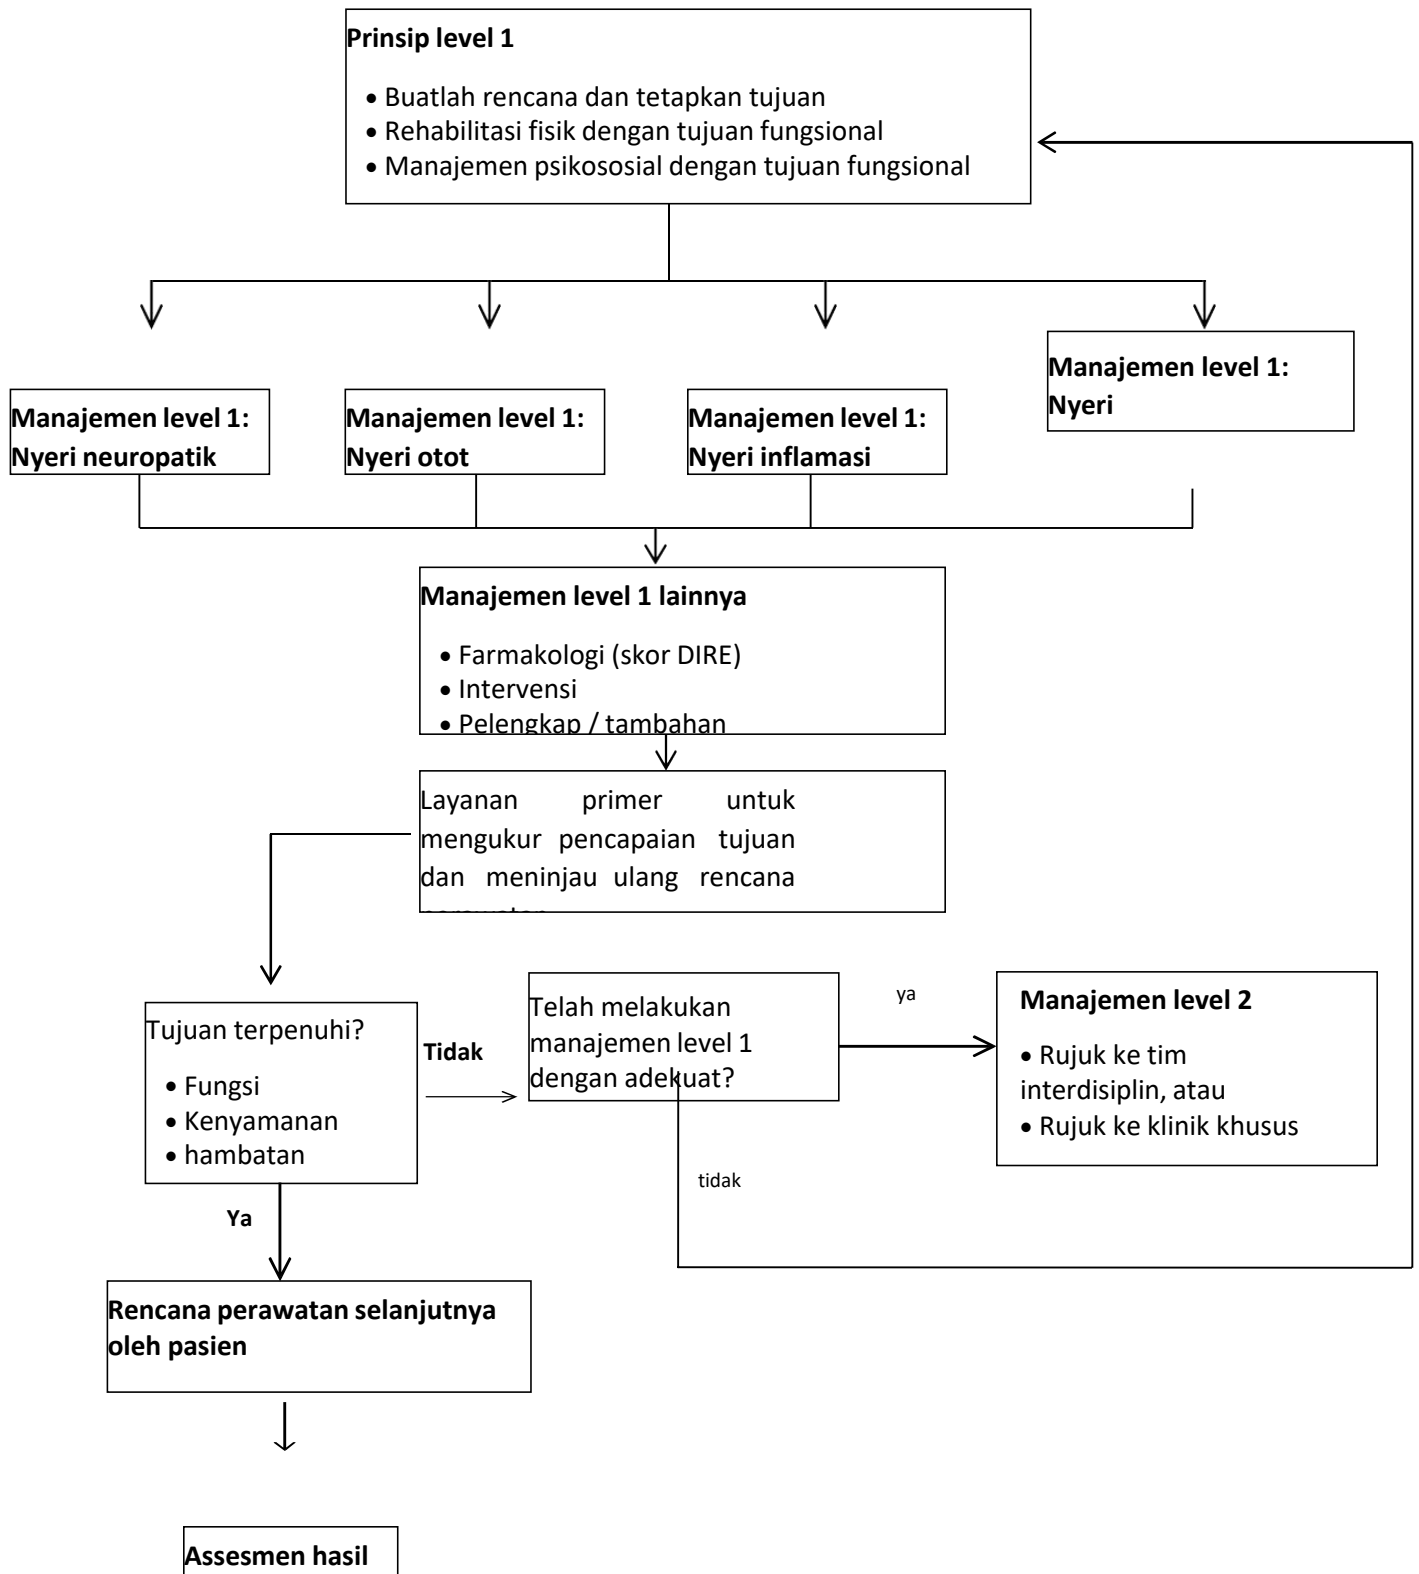 Prinsip level 1
• Buatlah rencana dan tetapkan tujuan
• Rehabilitasi fisik dengan tujuan fungsional
• Manajemen psikososial dengan tujuan fungsional
Manajemen level 1:
Nyeri neuropatik
Manajemen level 1:
Nyeri otot
Manajemen level 1:
Nyeri inflamasi
Manajemen level 1:
Nyeri
Manajemen level 1 lainnya
• Farmakologi (skor DIRE)
• Intervensi
• Pelengkap / tambahan
Layanan primer untuk
mengukur pencapaian tujuan
dan meninjau ulang rencana
Tujuan terpenuhi?
• Fungsi
• Kenyamanan
• hambatan
Tidak
Telah melakukan
manajemen level 1
dengan adekuat?
ya
Manajemen level 2
• Rujuk ke tim
interdisiplin, atau
• Rujuk ke klinik khusus
tidak
Ya
Rencana perawatan selanjutnya
oleh pasien
Assesmen hasil